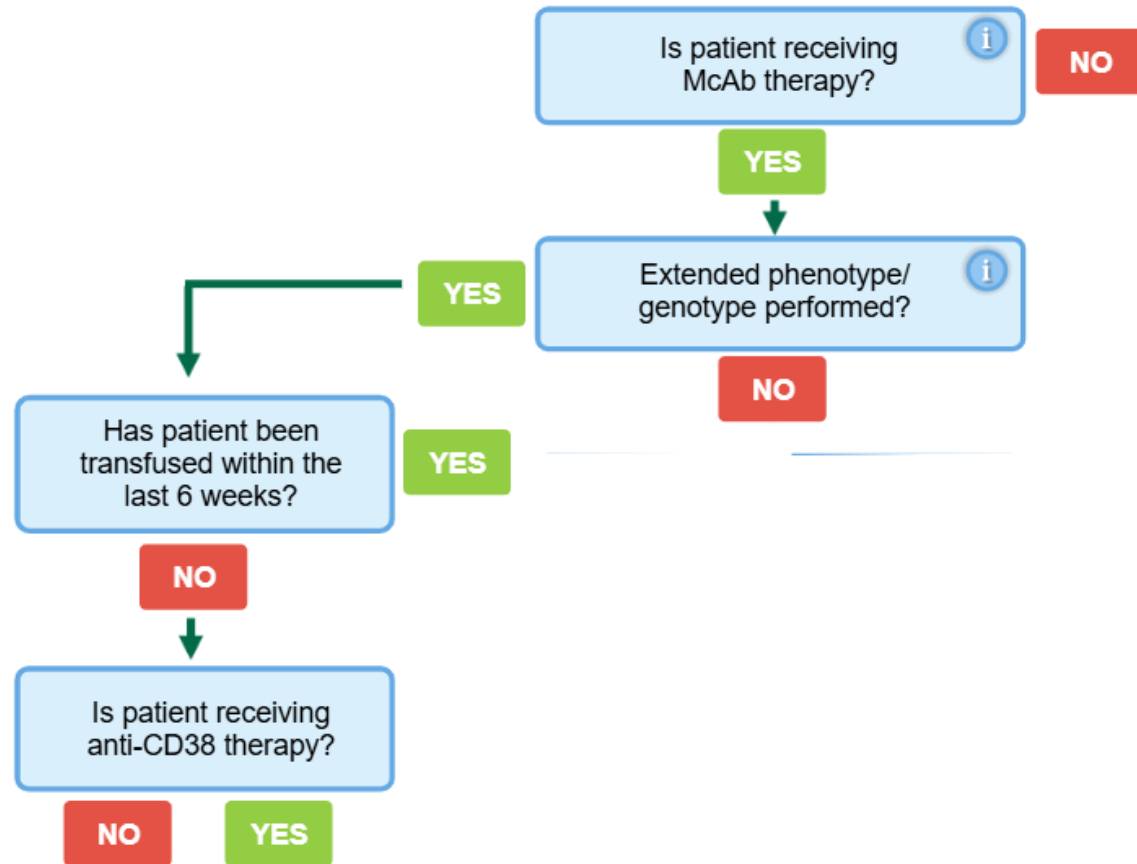 Is patient receiving
McAb therapy?
i
NO
YES
Extended phenotype/
genotype performed?
i
YES
NO
Has patient been
transfused within the
last 6 weeks?
YES
NO
Is patient receiving
anti-CD38 therapy?
NO
YES